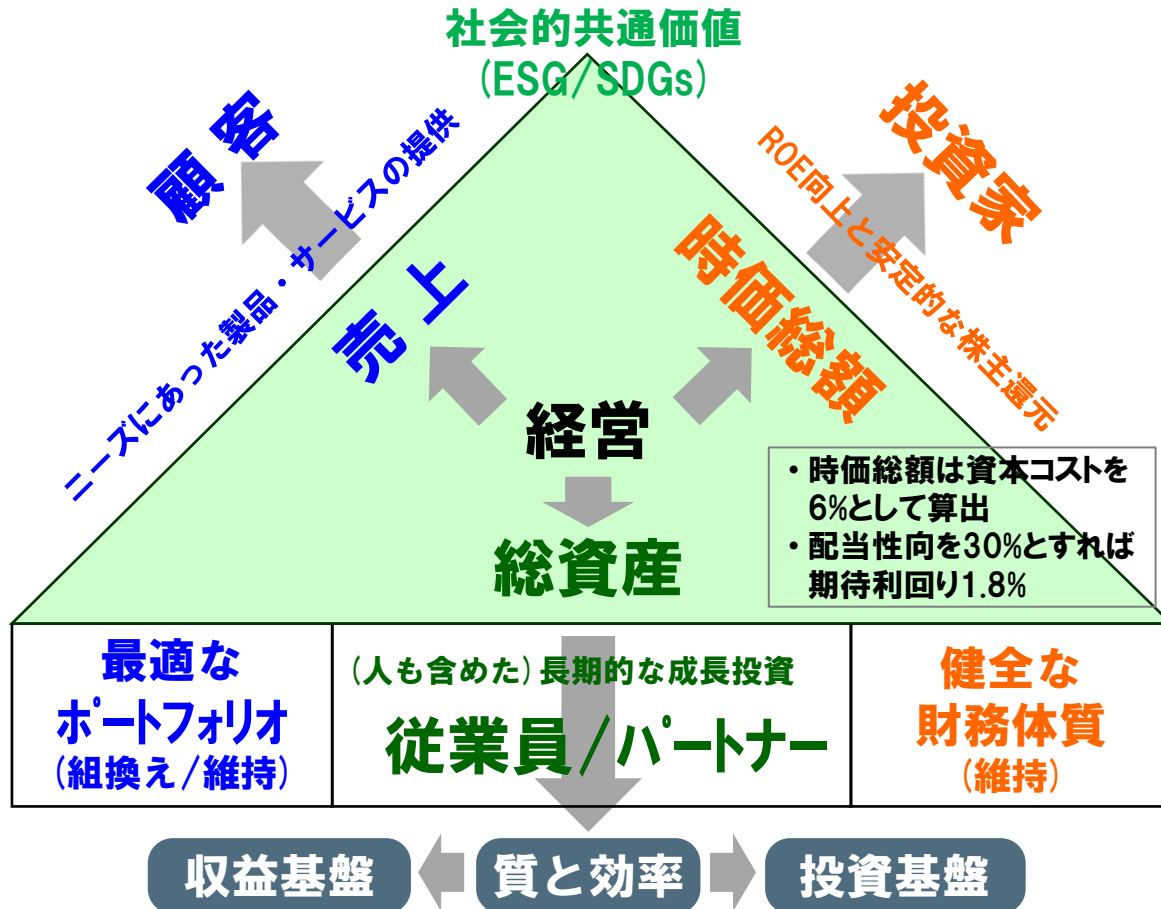 社会的共通価値
(ESG/SDGs)
顧客
ニーズにあった製品・サービスの提供
投資家
ROE向上と安定的な株主還元
売上
時価総額
経営
・時価総額は資本コストを
6%として算出
・配当性向を30%とすれば
期待利回り1.8%
総資産
最適な
ポートフォリオ
(組換え/維持)
(人も含めた)長期的な成長投資
従業員/パートナー
健全な
財務体質
(維持)
収益基盤
質と効率
投資基盤